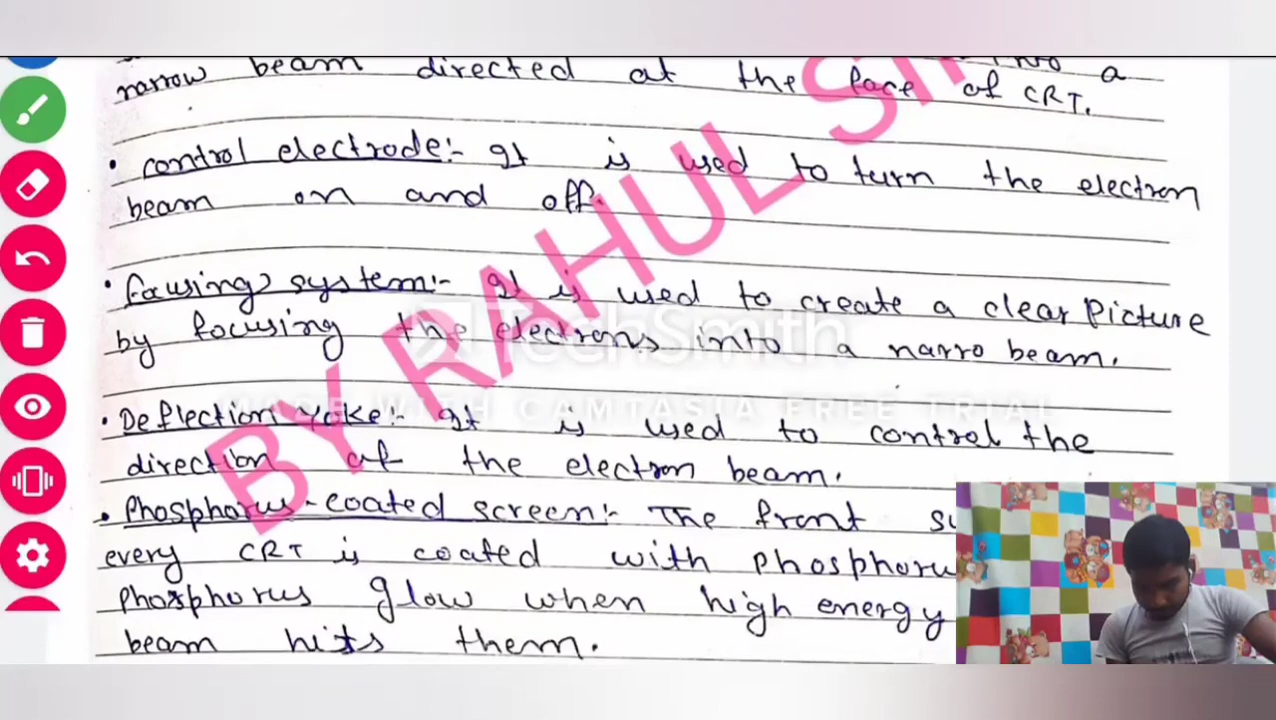 narrow beam directed at the face of CRT.
• control electrode:- It is used to turn the electron
beam on and off.
• focusing system:- It is used to create a clear Picture
by focusing the electrons into a narro beam.
• Deflection Yoke:- It is used to control the
direction of the electron beam.
• Phosphorus-coated screen:- The front
every CRT is coated with phosphoru
phosphorus glow when high energy
beam hits them.
BY RAHUL
TechSmith
MADE WITH CAMTASIA FREE TRIAL